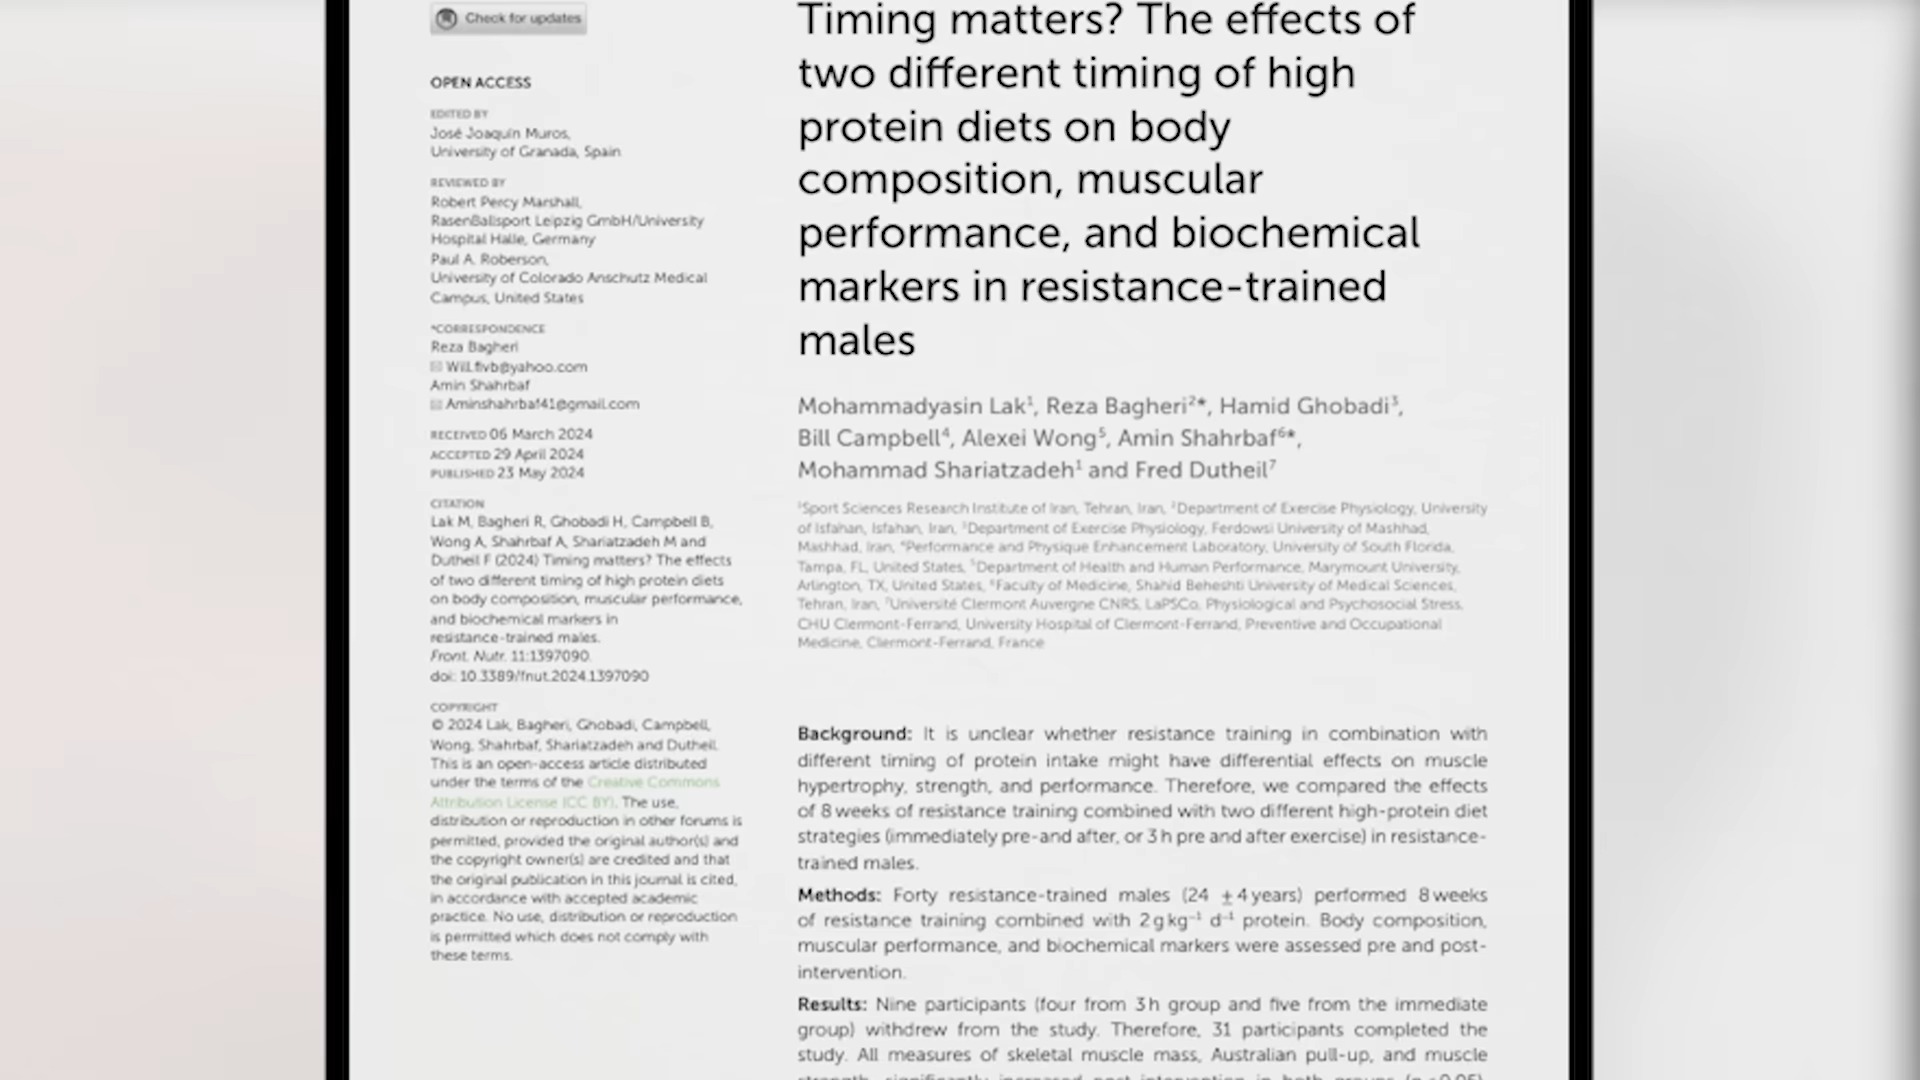 Check for updates
OPEN ACCESS
EDITED BY
José Joaquín Muros,
University of Granada, Spain
REVIEWED BY
Robert Percy Marshall,
RasenBallsport Leipzig GmbH/University
Hospital Halle, Germany
Paul A. Roberson,
University of Colorado Anschutz Medical
Campus, United States
*CORRESPONDENCE
Reza Bagheri
Will.fivb@yahoo.com
Amin Shahrbaf
Aminshahrbaf41@gmail.com
RECEIVED 06 March 2024
ACCEPTED 29 April 2024
PUBLISHED 23 May 2024
CITATION
Lak M, Bagheri R, Ghobadi H, Campbell B,
Wong A, Shahrbaf A, Shariatzadeh M and
Dutheil F (2024) Timing matters? The effects
of two different timing of high protein diets
on body composition, muscular performance,
and biochemical markers in
resistance-trained males.
Front. Nutr. 11:1397090.
doi: 10.3389/fnut.2024.1397090
COPYRIGHT
© 2024 Lak, Bagheri, Ghobadi, Campbell,
Wong, Shahrbaf, Shariatzadeh and Dutheil.
This is an open-access article distributed
under the terms of the Creative Commons
Attribution License (CC BY). The use,
distribution or reproduction in other forums is
permitted, provided the original author(s) and
the copyright owner(s) are credited and that
the original publication in this journal is cited,
in accordance with accepted academic
practice. No use, distribution or reproduction
is permitted which does not comply with
these terms.
Timing matters? The effects of
two different timing of high
protein diets on body
composition, muscular
performance, and biochemical
markers in resistance-trained
males
Mohammadyasin Lak¹, Reza Bagheri²*, Hamid Ghobadi³,
Bill Campbell⁴, Alexei Wong⁵, Amin Shahrbaf⁶*,
Mohammad Shariatzadeh¹ and Fred Dutheil⁷
¹Sport Sciences Research Institute of Iran, Tehran, Iran, ²Department of Exercise Physiology, University
of Isfahan, Isfahan, Iran, ³Department of Exercise Physiology, Ferdowsi University of Mashhad,
Mashhad, Iran, ⁴Performance and Physique Enhancement Laboratory, University of South Florida,
Tampa, FL, United States, ⁵Department of Health and Human Performance, Marymount University,
Arlington, TX, United States, ⁶Faculty of Medicine, Shahid Beheshti University of Medical Sciences,
Tehran, Iran, ⁷Université Clermont Auvergne CNRS, LaPSCo, Physiological and Psychosocial Stress,
CHU Clermont-Ferrand, University Hospital of Clermont-Ferrand, Preventive and Occupational
Medicine, Clermont-Ferrand, France
Background: It is unclear whether resistance training in combination with
different timing of protein intake might have differential effects on muscle
hypertrophy, strength, and performance. Therefore, we compared the effects
of 8 weeks of resistance training combined with two different high-protein diet
strategies (immediately pre-and after, or 3 h pre and after exercise) in resistance-
trained males.
Methods: Forty resistance-trained males (24 ± 4 years) performed 8 weeks
of resistance training combined with 2 g kg⁻¹ d⁻¹ protein. Body composition,
muscular performance, and biochemical markers were assessed pre and post-
intervention.
Results: Nine participants (four from 3 h group and five from the immediate
group) withdrew from the study. Therefore, 31 participants completed the
study. All measures of skeletal muscle mass, Australian pull-up, and muscle
strength, significantly increased post-intervention in both groups